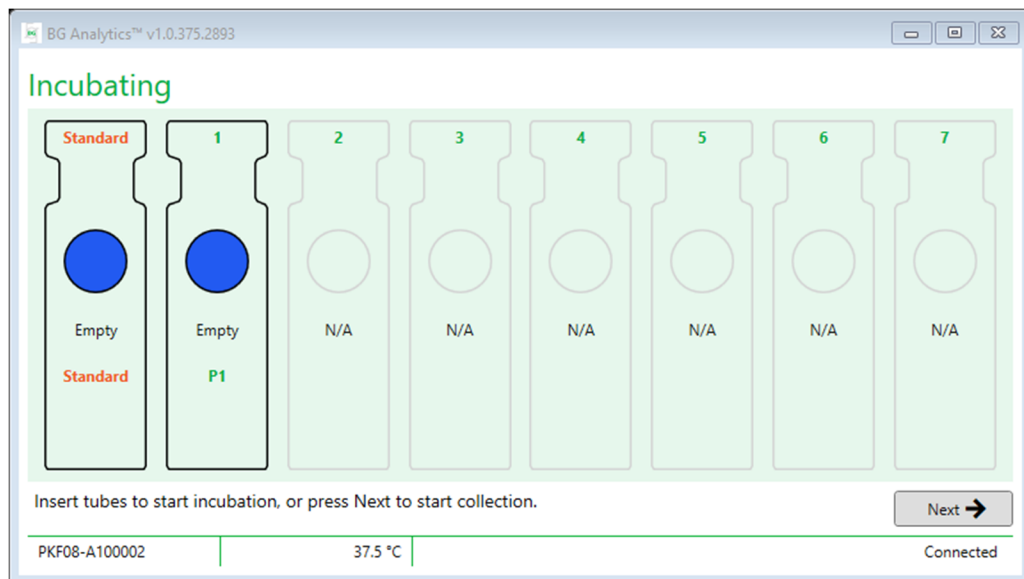 BG Analytics™ v1.0.375.2893
Incubating
Standard 1 2 3 4 5 6 7
Empty Empty N/A N/A N/A N/A N/A N/A
Standard P1
Insert tubes to start incubation, or press Next to start collection.
Next
PKF08-A100002 37.5 °C Connected